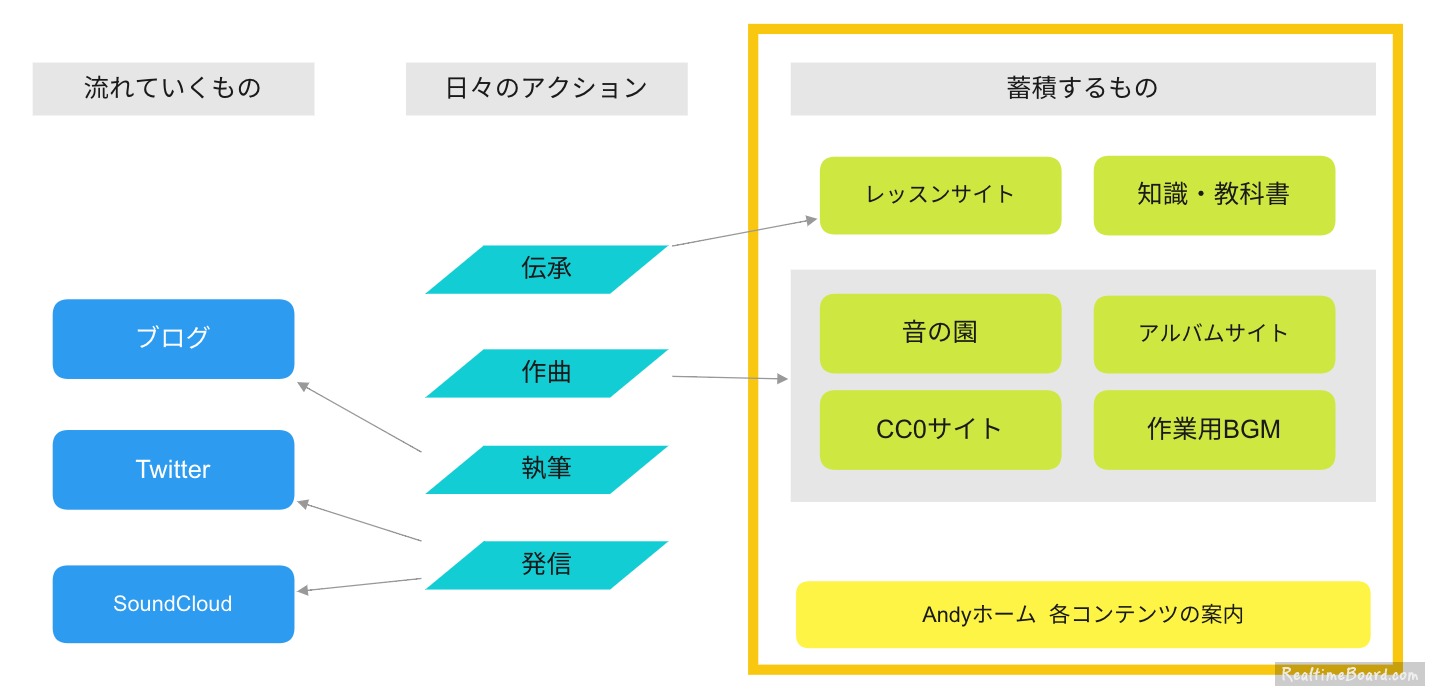 流れていくもの
日々のアクション
蓄積するもの
レッスンサイト
知識・教科書
伝承
ブログ
音の園
アルバムサイト
作曲
CC0サイト
作業用BGM
Twitter
執筆
発信
SoundCloud
Andyホーム 各コンテンツの案内
RealtimeBoard.com